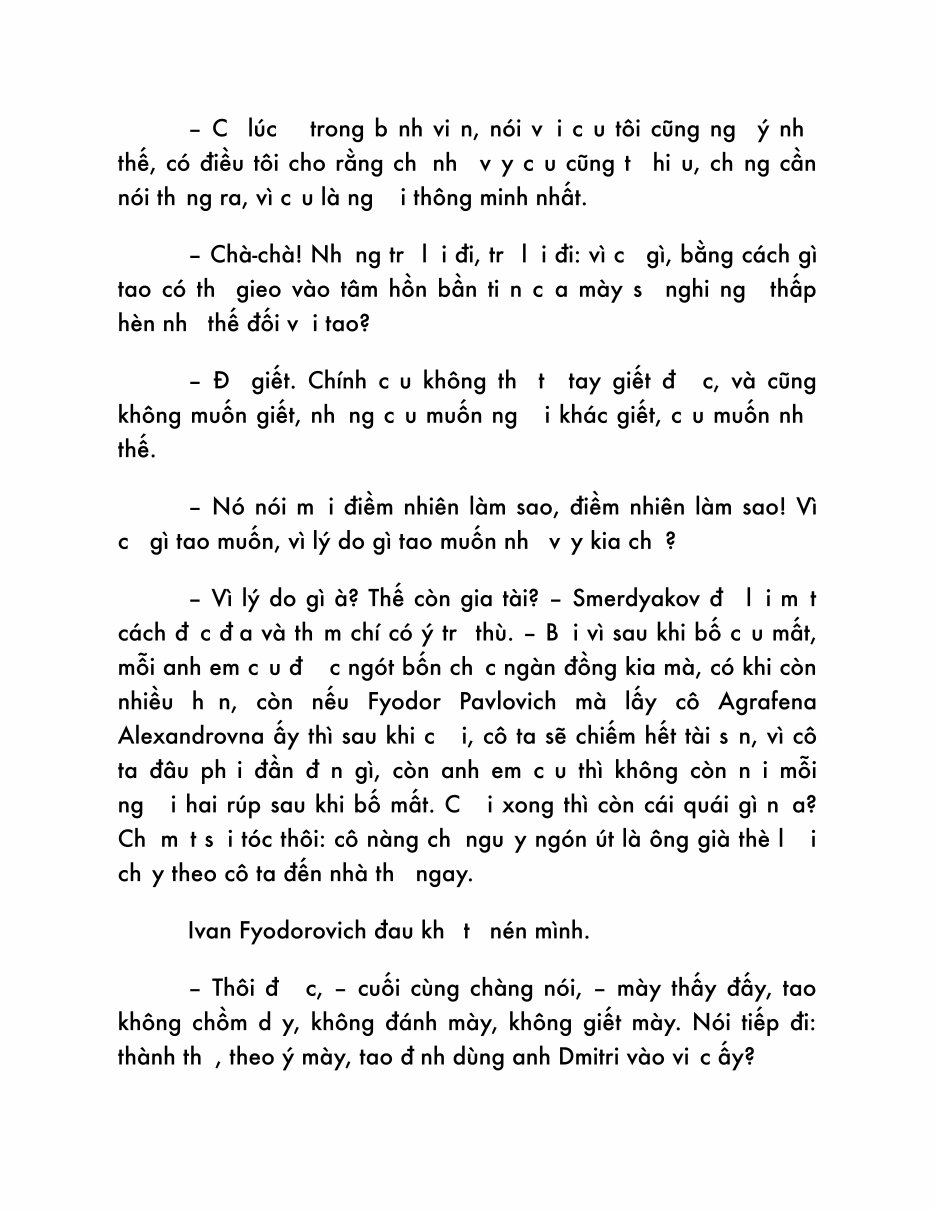 – C lúc trong b nh vi n, nói v i c u tôi cũng ng ý nh
thế, có điều tôi cho rằng ch nh v y c u cũng t hi u, ch ng cần
nói th ng ra, vì c u là ng i thông minh nhất.
– Chà-chà! Nh ng tr l i đi, tr l i đi: vì c gì, bằng cách gì
tao có th gieo vào tâm hồn bần ti n c a mày s nghi ng thấp
hèn nh thế đối v i tao?
– Đ giết. Chính c u không th t tay giết đ c, và cũng
không muốn giết, nh ng c u muốn ng i khác giết, c u muốn nh
thế.
– Nó nói m i điềm nhiên làm sao, điềm nhiên làm sao! Vì
c gì tao muốn, vì lý do gì tao muốn nh v y kia ch ?
– Vì lý do gì à? Thế còn gia tài? – Smerdyakov đ l i m t
cách đ c đ a và th m chí có ý tr thù. – B i vì sau khi bố c u mất,
mỗi anh em c u đ c ngót bốn ch c ngàn đồng kia mà, có khi còn
nhiều h n, còn nếu Fyodor Pavlovich mà lấy cô Agrafena
Alexandrovna ấy thì sau khi c i, cô ta sẽ chiếm hết tài s n, vì cô
ta đâu ph i đần đ n gì, còn anh em c u thì không còn n i mỗi
ng i hai rúp sau khi bố mất. C i xong thì còn cái quái gì n a?
Ch m t s i tóc thôi: cô nàng ch ngu y ngón út là ông già thè l i
ch y theo cô ta đến nhà th ngay.
Ivan Fyodorovich đau kh t nén mình.
– Thôi đ c, – cuối cùng chàng nói, – mày thấy đấy, tao
không chồm d y, không đánh mày, không giết mày. Nói tiếp đi:
thành th , theo ý mày, tao đ nh dùng anh Dmitri vào vi c ấy?